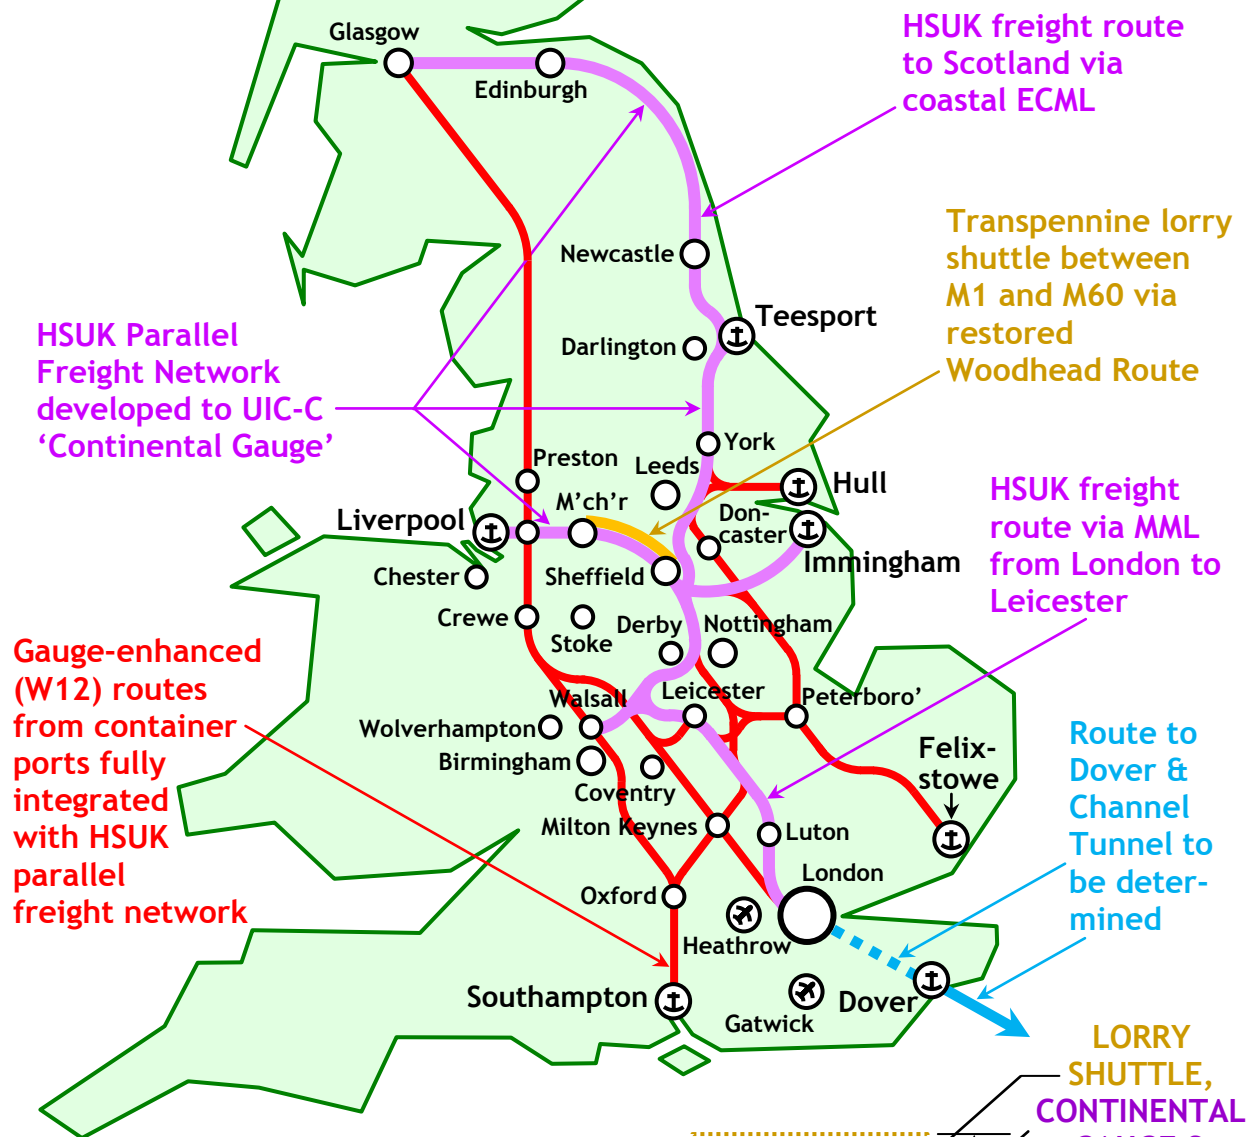 Glasgow
Edinburgh
HSUK freight route
to Scotland via
coastal ECML
Transpennine lorry
shuttle between
M1 and M60 via
restored
Woodhead Route
Newcastle
Teesport
Darlington
HSUK Parallel
Freight Network
developed to UIC-C
‘Continental Gauge’
York
Preston
Leeds
Hull
M’ch’r
Liverpool
Don-
caster
Immingham
HSUK freight
route via MML
from London to
Leicester
Chester
Sheffield
Crewe
Stoke
Derby
Nottingham
Gauge-enhanced
(W12) routes
from container
ports fully
integrated
with HSUK
parallel
freight network
Walsall
Leicester
Peterboro’
Wolverhampton
Birmingham
Coventry
Felix-
stowe
Route to
Dover &
Channel
Tunnel to
be deter-
mined
Milton Keynes
Luton
London
Oxford
Heathrow
Southampton
Gatwick
Dover
LORRY
SHUTTLE,
CONTINENTAL